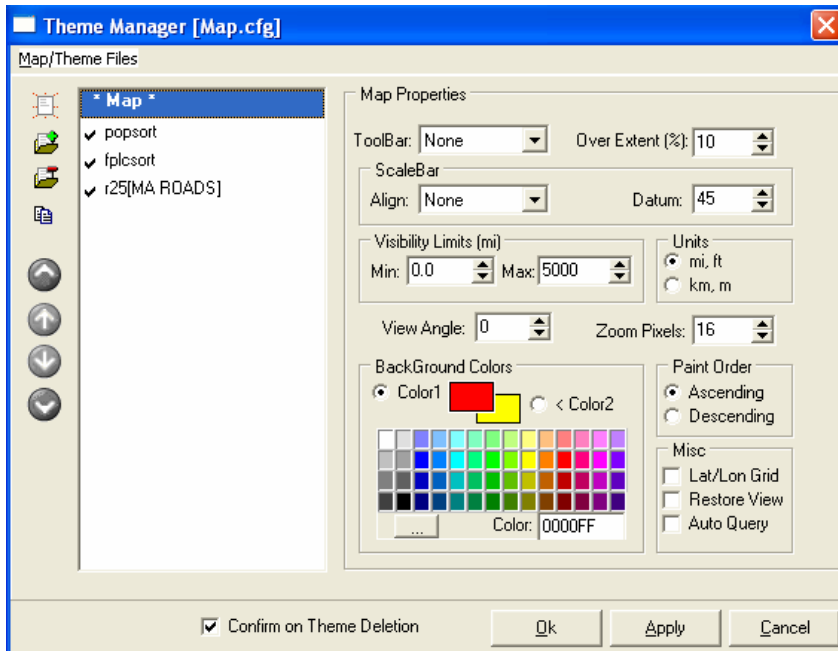 Theme Manager [Map.cfg]
Map/Theme Files
* Map *
popsort
fplcsort
r25[MA ROADS]
Map Properties
ToolBar: None Over Extent (%): 10
ScaleBar
Align: None Datum: 45
Visibility Limits (mi)
Min: 0.0 Max: 5000
Units
mi, ft
km, m
View Angle: 0 Zoom Pixels: 16
BackGround Colors
Color1 < Color2
... Color: 0000FF
Paint Order
Ascending
Descending
Misc
Lat/Lon Grid
Restore View
Auto Query
Confirm on Theme Deletion Ok Apply Cancel